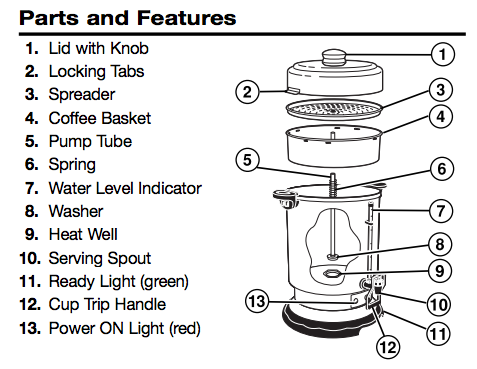 Parts and Features
1. Lid with Knob
2. Locking Tabs
3. Spreader
4. Coffee Basket
5. Pump Tube
6. Spring
7. Water Level Indicator
8. Washer
9. Heat Well
10. Serving Spout
11. Ready Light (green)
12. Cup Trip Handle
13. Power ON Light (red)
1
2
3
4
5
6
7
8
9
13
10
11
12